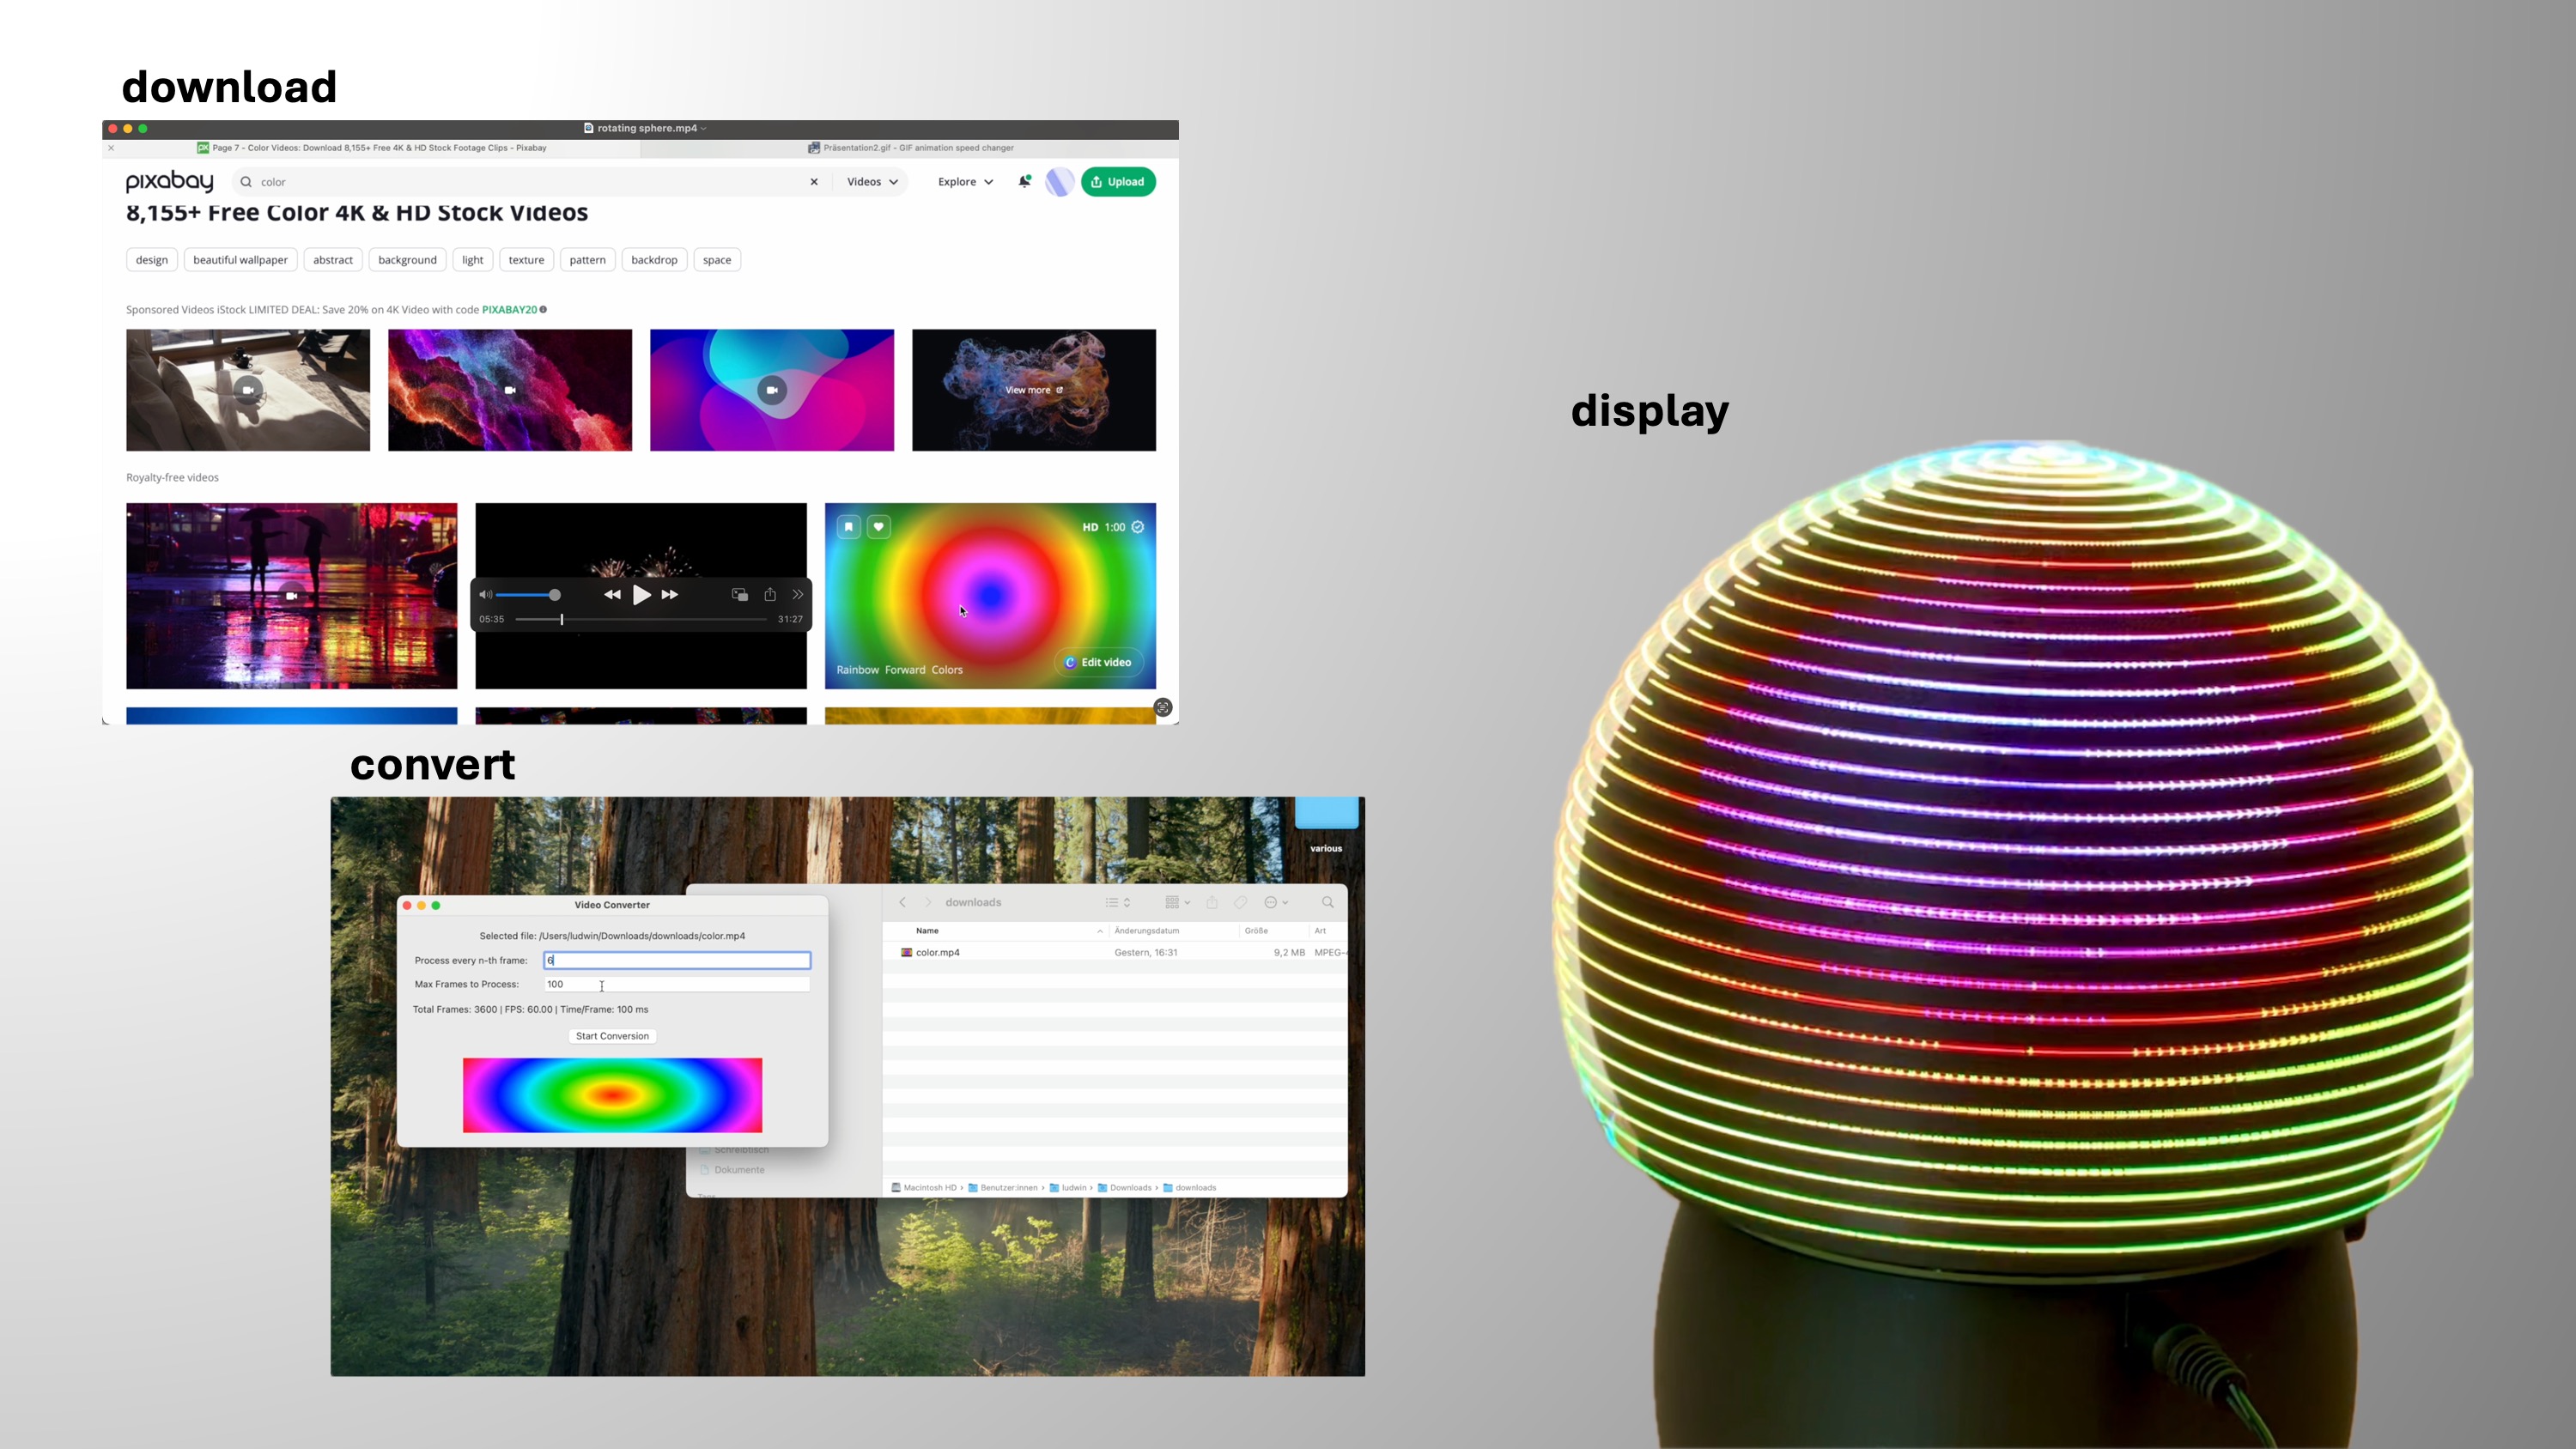 download
rotating sphere.mp4
Page 7 - Color Videos: Download 8,155+ Free 4K & HD Stock Footage Clips - Pixabay
Präsentation2.gif - GIF animation speed changer
pixabay
color
Videos
Explore
Upload
8,155+ Free Color 4K & HD Stock Videos
design
beautiful wallpaper
abstract
background
light
texture
pattern
backdrop
space
Sponsored Videos iStock LIMITED DEAL: Save 20% on 4K Video with code PIXABAY20
View more
Royalty-free videos
HD 1:00
05:35
31:27
Rainbow Forward Colors
Edit video
display
convert
various
Video Converter
Selected file: /Users/ludwin/Downloads/downloads/color.mp4
Process every n-th frame: 6
Max Frames to Process: 100
Total Frames: 3600 | FPS: 60.00 | Time/Frame: 100 ms
Start Conversion
downloads
Name
Änderungsdatum
Größe
Art
color.mp4
Gestern, 16:31
9,2 MB
MPEG-
Schreibtisch
Dokumente
Tags
Macintosh HD › Benutzer:innen › ludwin › Downloads › downloads